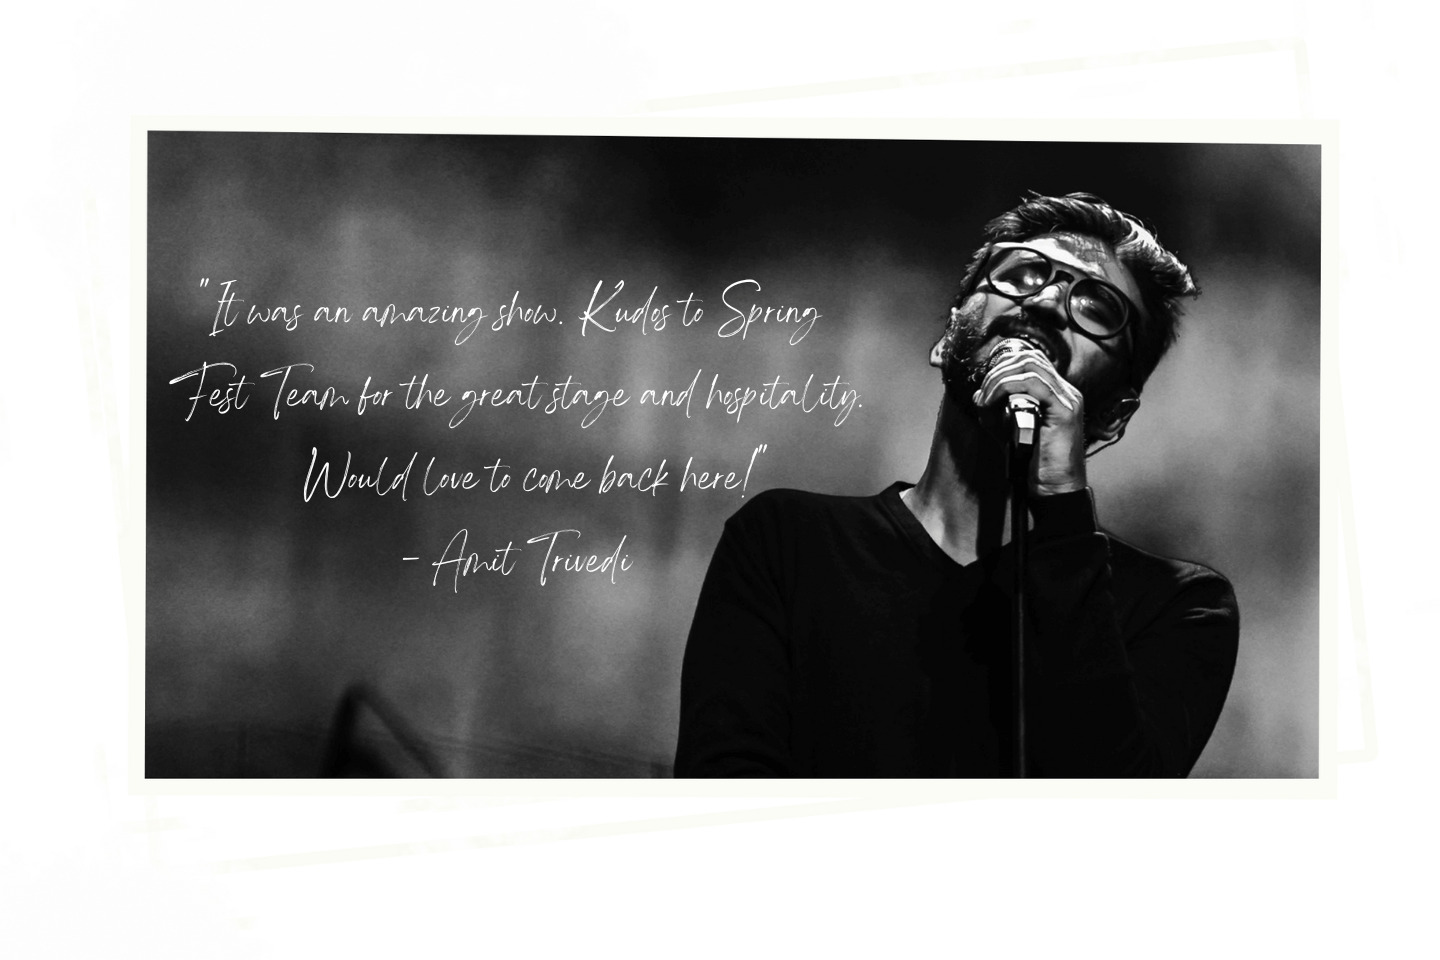 "It was an amazing show. Kudos to Spring
Fest Team for the great stage and hospitality.
Would love to come back here!"
- Amit Trivedi